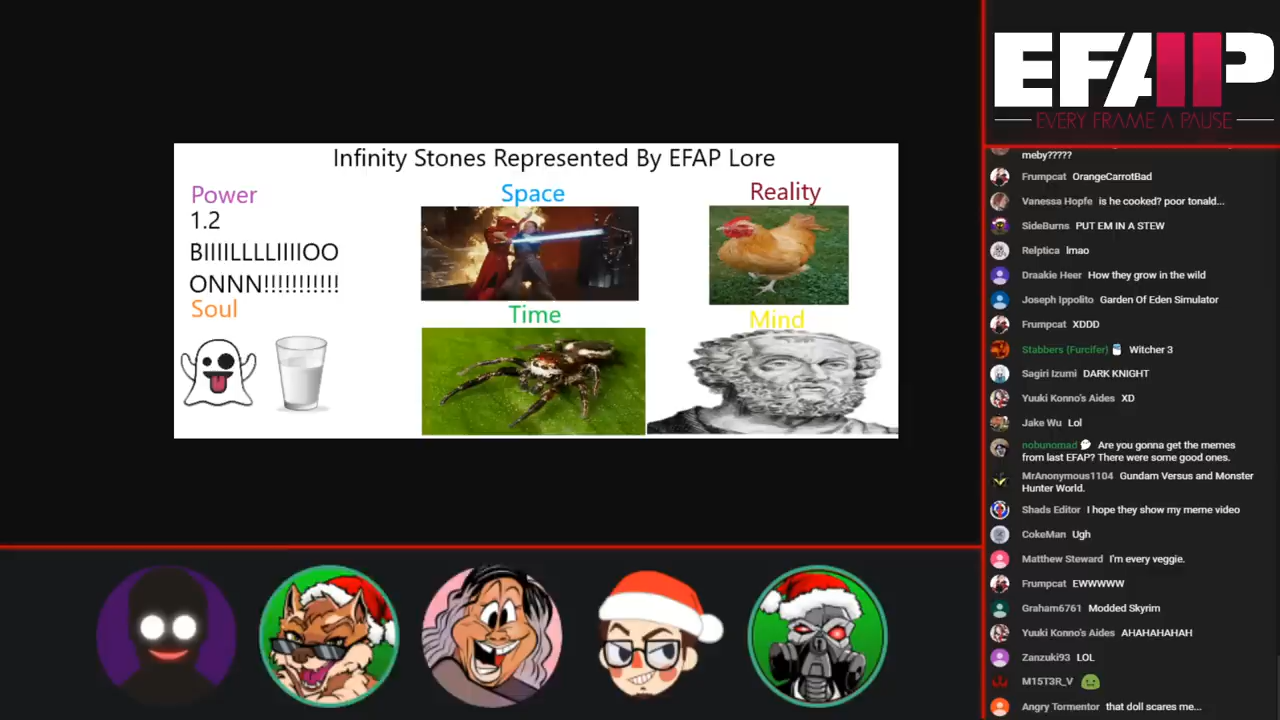 EFAP
EVERY FRAME A PAUSE
Infinity Stones Represented By EFAP Lore
Power
1.2
BIIIILLLLIIIIOO
ONNN!!!!!!!!!!!
Soul
Space
Time
Reality
Mind
meby?????
Frumpcat OrangeCarrotBad
Vanessa Hopfe is he cooked? poor tonald...
SideBurns PUT EM IN A STEW
Relptica lmao
Draakie Heer How they grow in the wild
Joseph Ippolito Garden Of Eden Simulator
Frumpcat XDDD
Stabbers (Furcifer) Witcher 3
Sagiri Izumi DARK KNIGHT
Yuuki Konno's Aides XD
Jake Wu Lol
nobunomad Are you gonna get the memes
from last EFAP? There were some good ones.
MrAnonymous1104 Gundam Versus and Monster
Hunter World.
Shads Editor I hope they show my meme video
CokeMan Ugh
Matthew Steward I'm every veggie.
Frumpcat EWWWWW
Graham6761 Modded Skyrim
Yuuki Konno's Aides AHAHAHAHAH
Zanzuki93 LOL
M15T3R_V
Angry Tormentor that doll scares me...